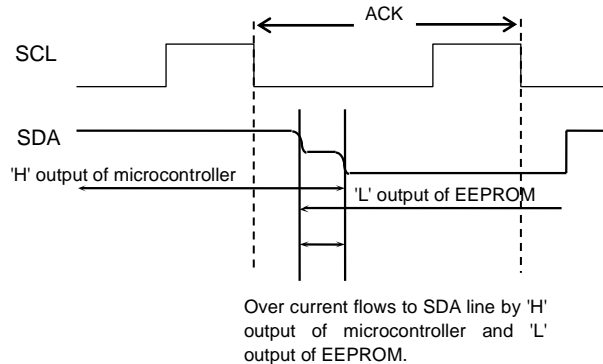 ACK
SCL
SDA
'H' output of microcontroller
'L' output of EEPROM
Over current flows to SDA line by 'H'
output of microcontroller and 'L'
output of EEPROM.